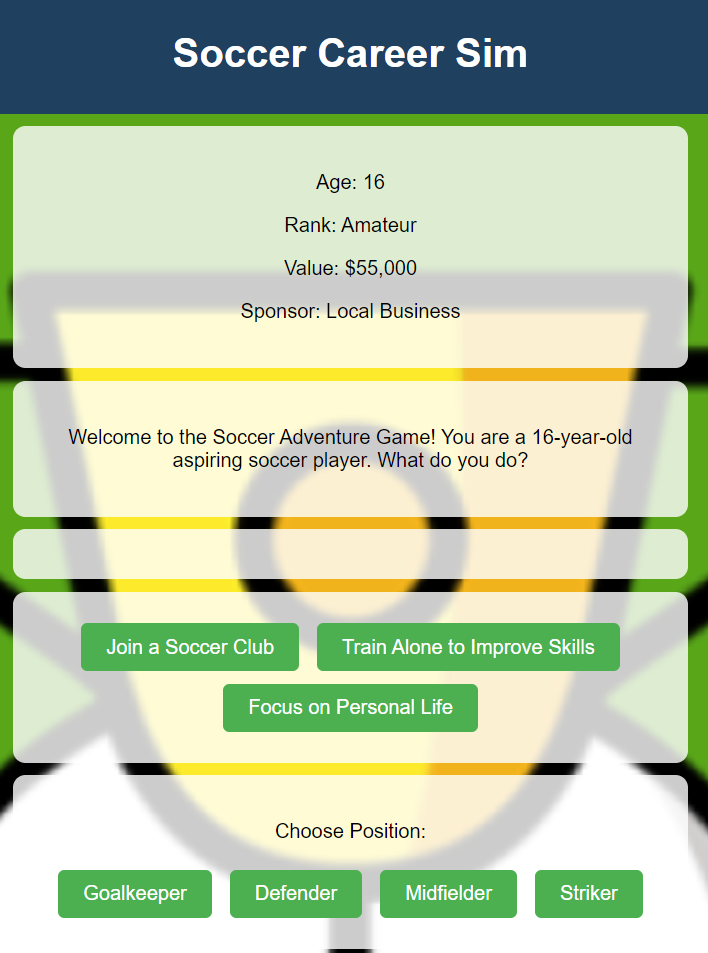 Soccer Career Sim
Age: 16
Rank: Amateur
Value: $55,000
Sponsor: Local Business
Welcome to the Soccer Adventure Game! You are a 16-year-old
aspiring soccer player. What do you do?
Join a Soccer Club
Train Alone to Improve Skills
Focus on Personal Life
Choose Position:
Goalkeeper
Defender
Midfielder
Striker